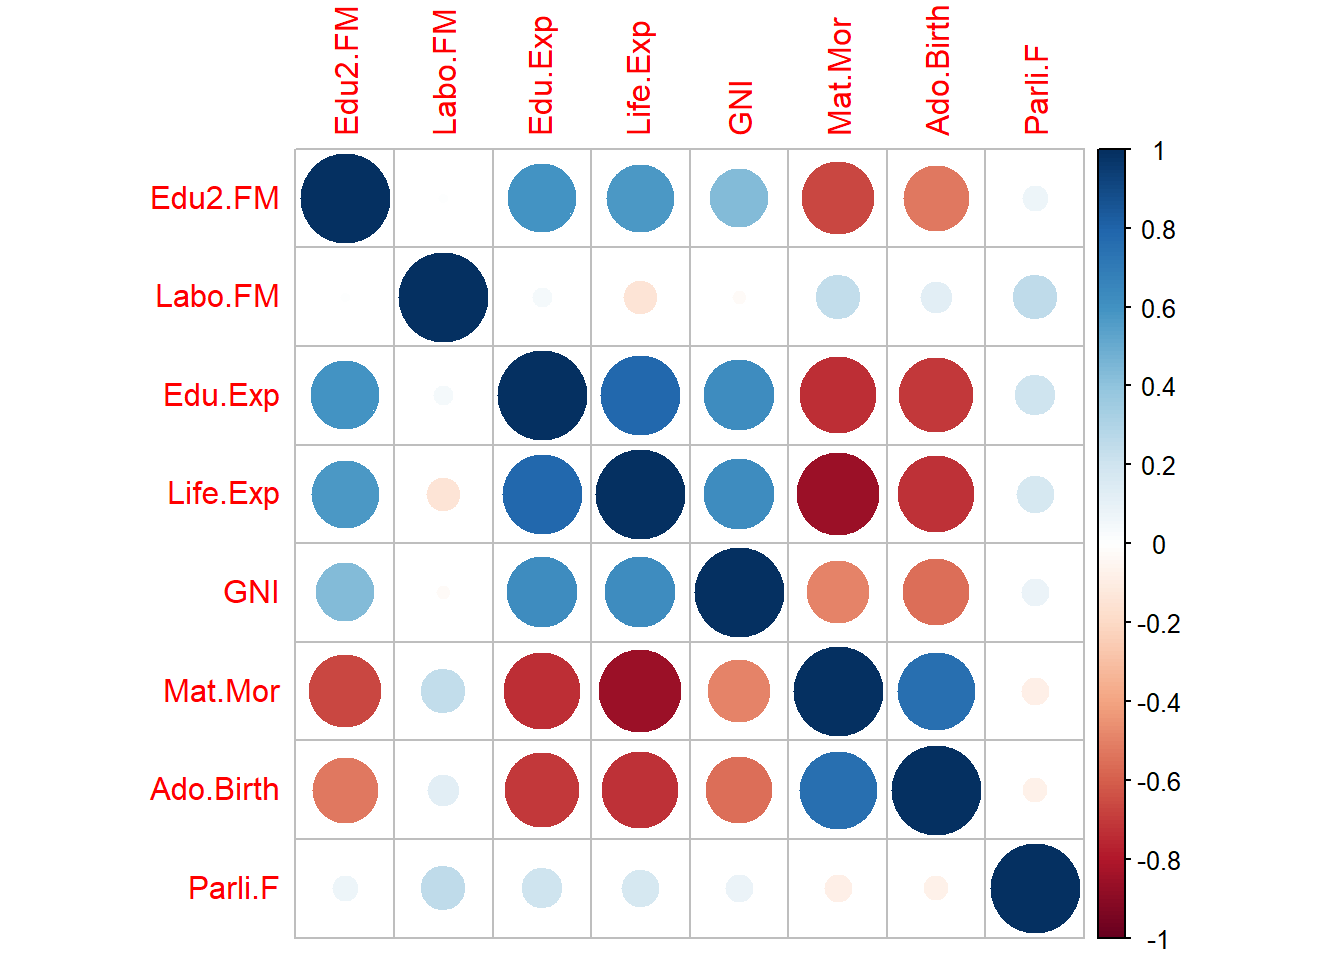 Edu2.FM
Labo.FM
Edu.Exp
Life.Exp
GNI
Mat.Mor
Ado.Birth
Parli.F
Edu2.FM
Labo.FM
Edu.Exp
Life.Exp
GNI
Mat.Mor
Ado.Birth
Parli.F
1
0.8
0.6
0.4
0.2
0
-0.2
-0.4
-0.6
-0.8
-1